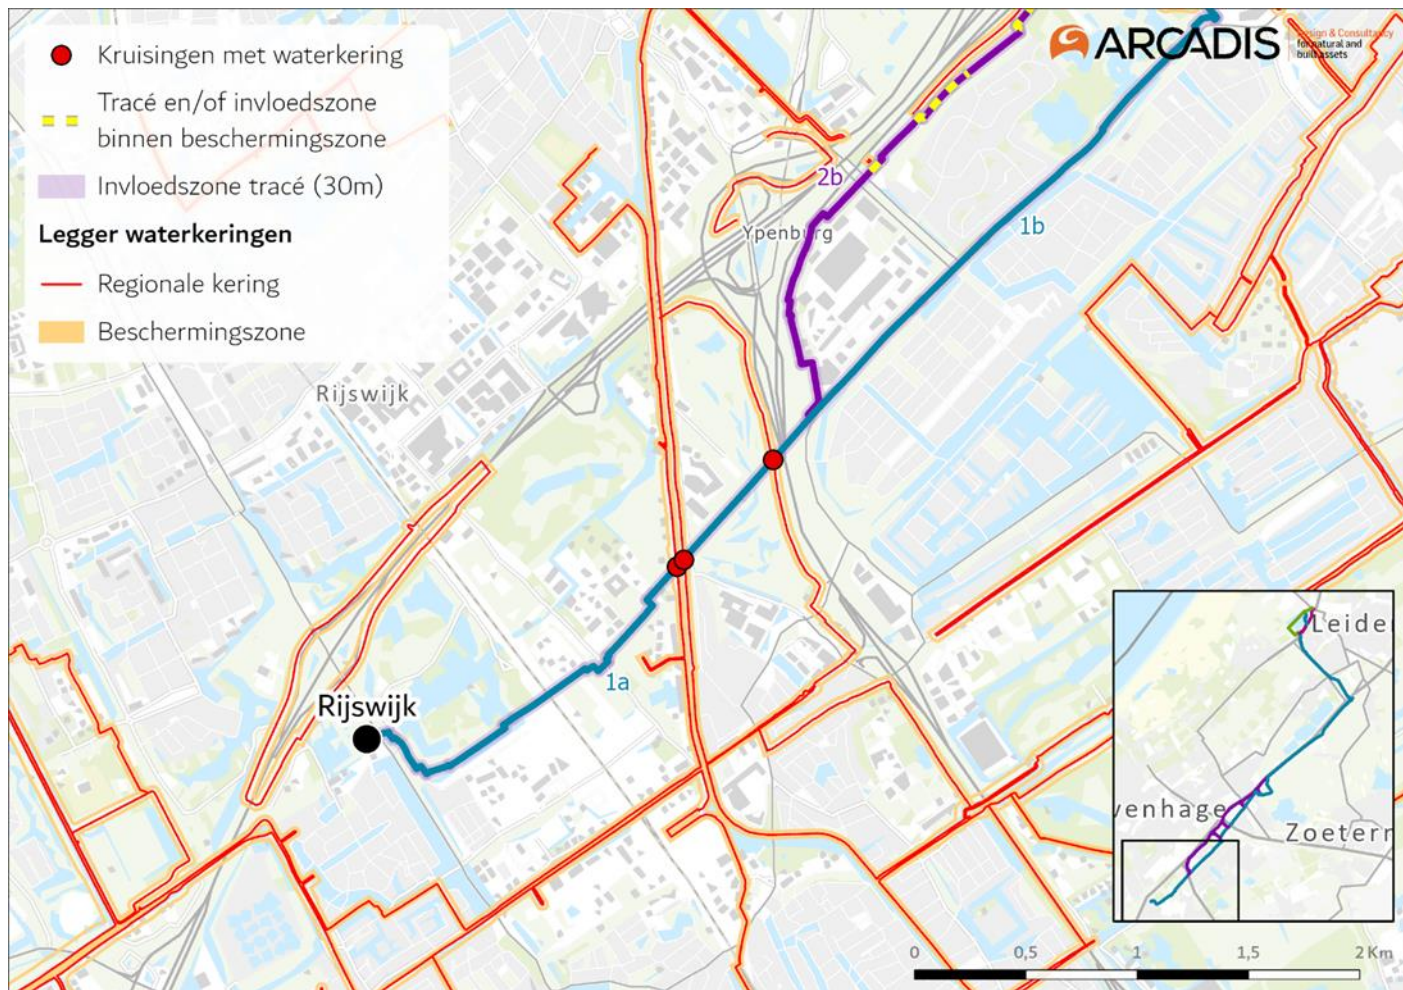 Kruisingen met waterkering
Tracé en/of invloedszone
binnen beschermingszone
Invloedszone tracé (30m)
Legger waterkeringen
Regionale kering
Beschermingszone
ARCADIS
Design & Consultancy
for natural and
built assets
2b
1b
Ypenburg
Rijswijk
1a
Rijswijk
Leider
venhage
Zoeterr
0 0,5 1 1,5 2 Km